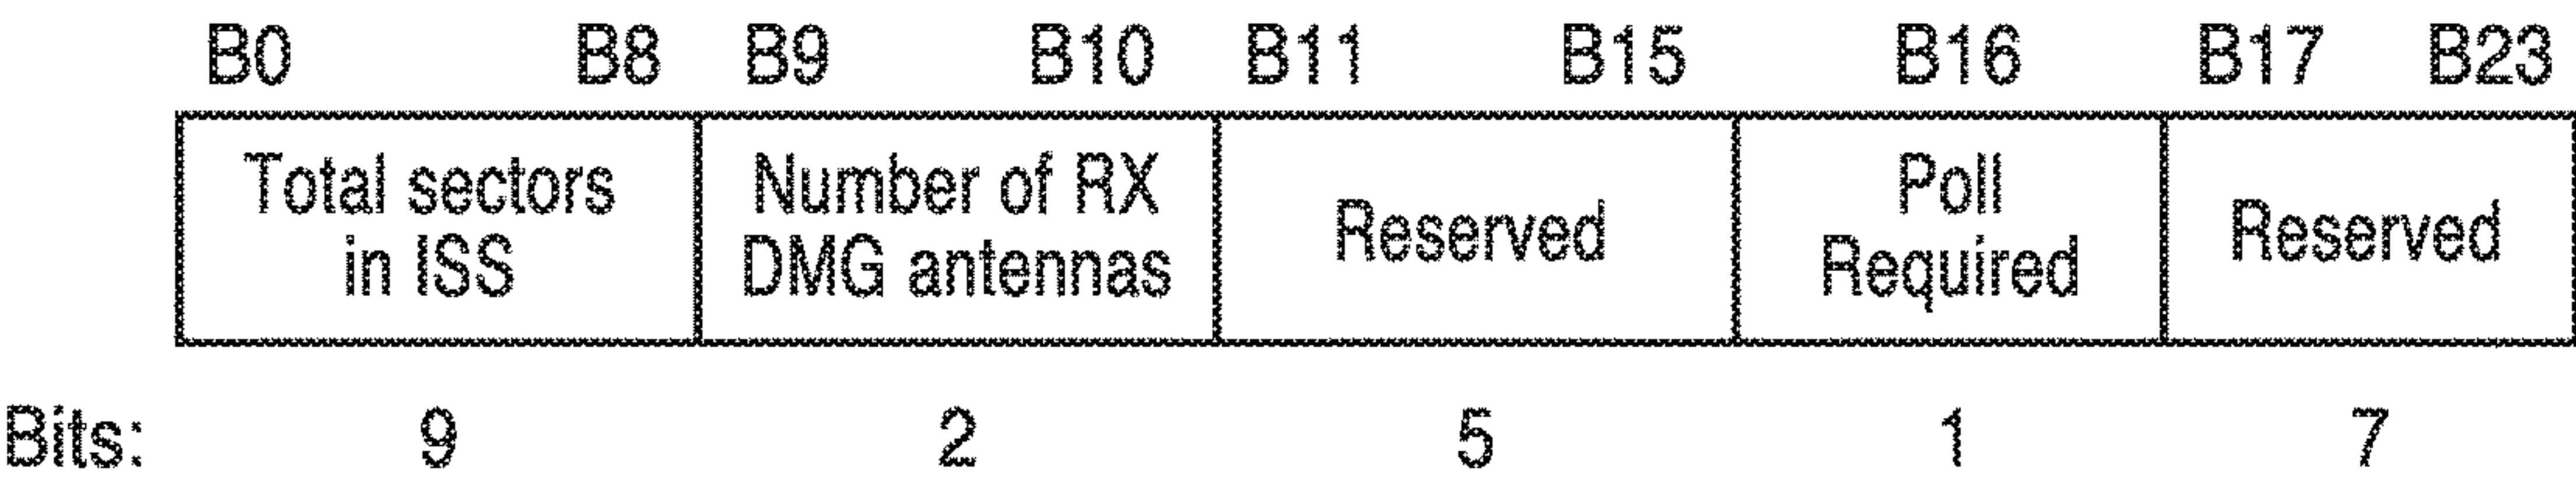 B0 B8 B9 B10 B11 B15 B16 B17 B23
Total sectors in ISS
Number of RX DMG antennas
Reserved
Poll Required
Reserved
Bits: 9 2 5 1 7